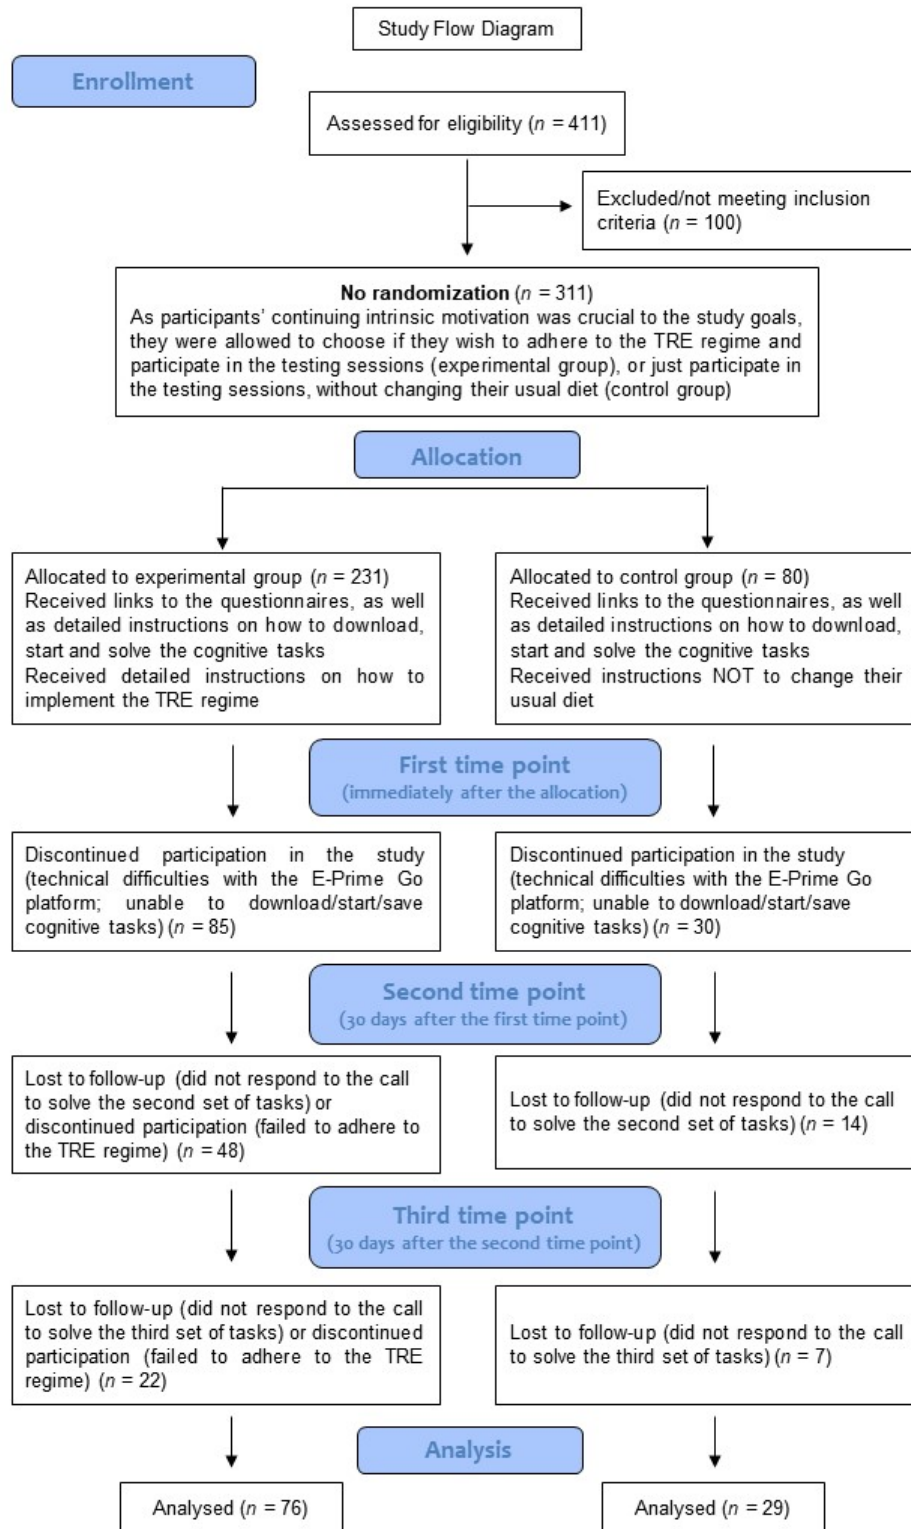 Study Flow Diagram
Enrollment
Assessed for eligibility (n = 411)
Excluded/not meeting inclusion
criteria (n = 100)
No randomization (n = 311)
As participants' continuing intrinsic motivation was crucial to the study goals,
they were allowed to choose if they wish to adhere to the TRE regime and
participate in the testing sessions (experimental group), or just participate in
the testing sessions, without changing their usual diet (control group)
Allocation
Allocated to experimental group (n = 231)
Received links to the questionnaires, as well
as detailed instructions on how to download,
start and solve the cognitive tasks
Received detailed instructions on how to
implement the TRE regime
Allocated to control group (n = 80)
Received links to the questionnaires, as well
as detailed instructions on how to download,
start and solve the cognitive tasks
Received instructions NOT to change their
usual diet
First time point
(immediately after the allocation)
Discontinued participation in the study
(technical difficulties with the E-Prime Go
platform; unable to download/start/save
cognitive tasks) (n = 85)
Discontinued participation in the study
(technical difficulties with the E-Prime Go
platform; unable to download/start/save
cognitive tasks) (n = 30)
Second time point
(30 days after the first time point)
Lost to follow-up (did not respond to the call
to solve the second set of tasks) or
discontinued participation (failed to adhere to
the TRE regime) (n = 48)
Lost to follow-up (did not respond to the call
to solve the second set of tasks) (n = 14)
Third time point
(30 days after the second time point)
Lost to follow-up (did not respond to the call
to solve the third set of tasks) or discontinued
participation (failed to adhere to the TRE
regime) (n = 22)
Lost to follow-up (did not respond to the call
to solve the third set of tasks) (n = 7)
Analysis
Analysed (n = 76)
Analysed (n = 29)